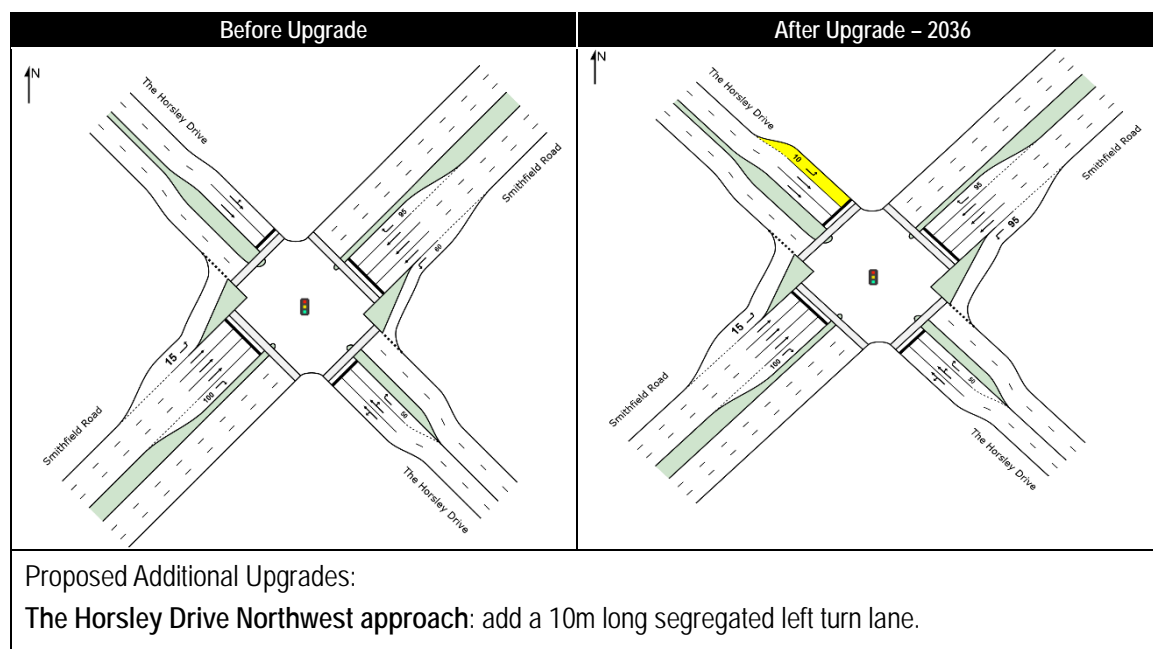 Before Upgrade
After Upgrade – 2036
N
The Horsley Drive
Smithfield Road
95
60
15
100
50
Smithfield Road
The Horsley Drive
N
The Horsley Drive
10
Smithfield Road
95
95
15
100
50
Smithfield Road
The Horsley Drive
Proposed Additional Upgrades:
The Horsley Drive Northwest approach: add a 10m long segregated left turn lane.